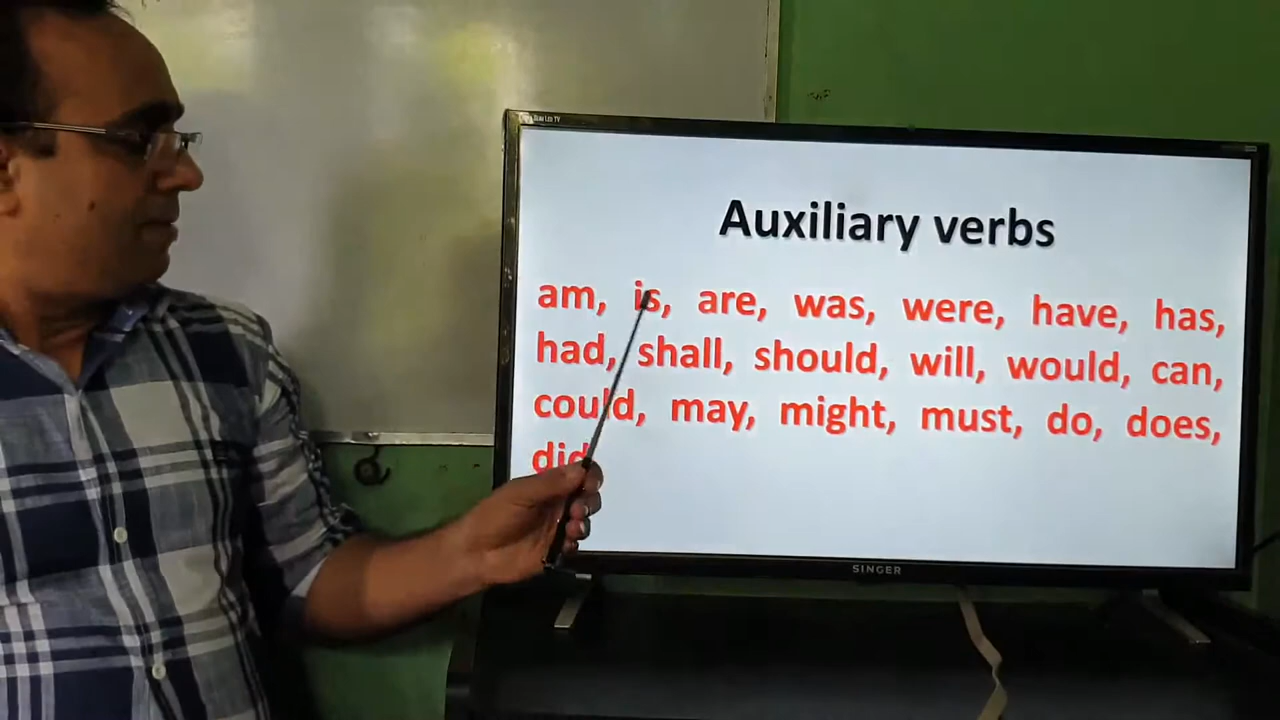 Auxiliary verbs
am, is, are, was, were, have, has,
had, shall, should, will, would, can,
could, may, might, must, do, does,
did
SINGER